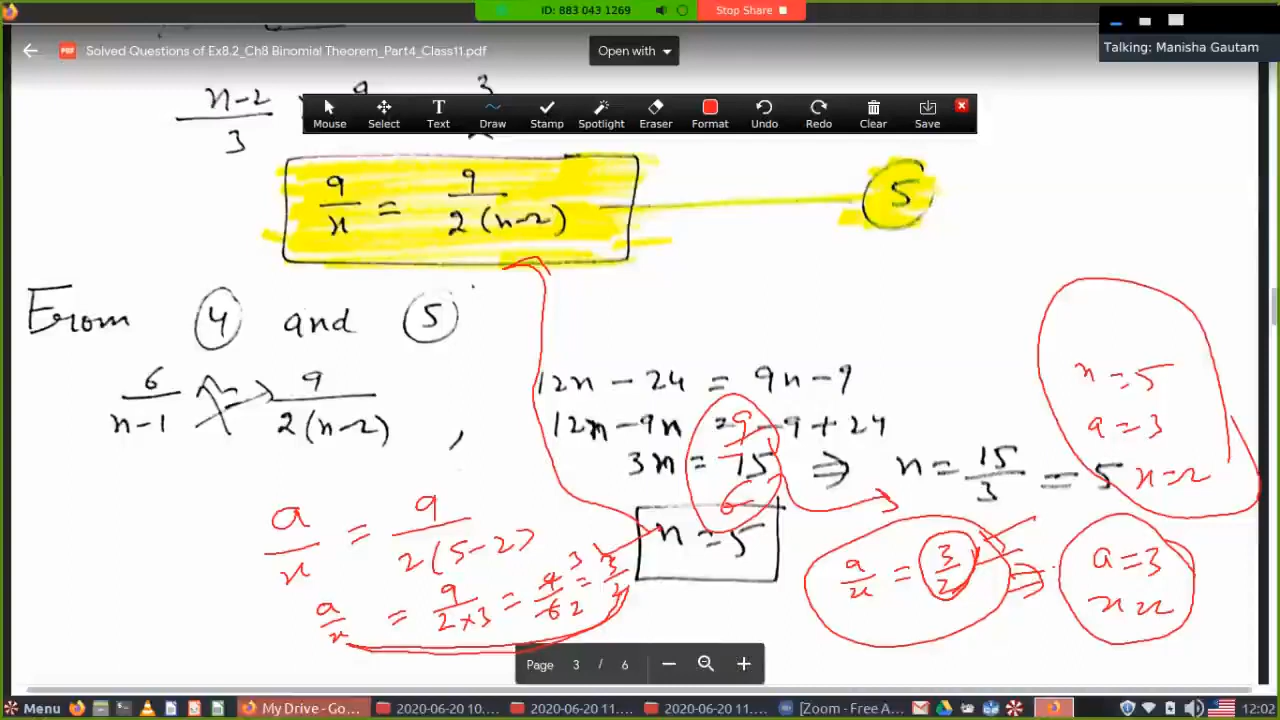 ID: 883 043 1269 Stop Share
Talking: Manisha Gautam
Solved Questions of Ex8.2_Ch8 Binomial Theorem_Part4_Class11.pdf
Open with
Mouse Select Text Draw Stamp Spotlight Eraser Format Undo Redo Clear Save
n-2/3
9/x = 9/2(n-2) 5
From 4 and 5
6/n-1 9/2(n-2) ,
12n - 24 = 9n - 9
12n - 9n = -9 + 24
3n = 15 ⇒ n = 15/3 = 5
n = 5
n = 5
a = 3
x = 2
a/x = 9/2(5-2)
a/x = 9/2×3 = 9/6 = 3/2
9/6
a/x = 3/2 ⇒ a = 3
Page 3 / 6
Menu My Drive - Go... 2020-06-20 10.... 2020-06-20 11.... 2020-06-20 11.... [Zoom - Free A... 12:02